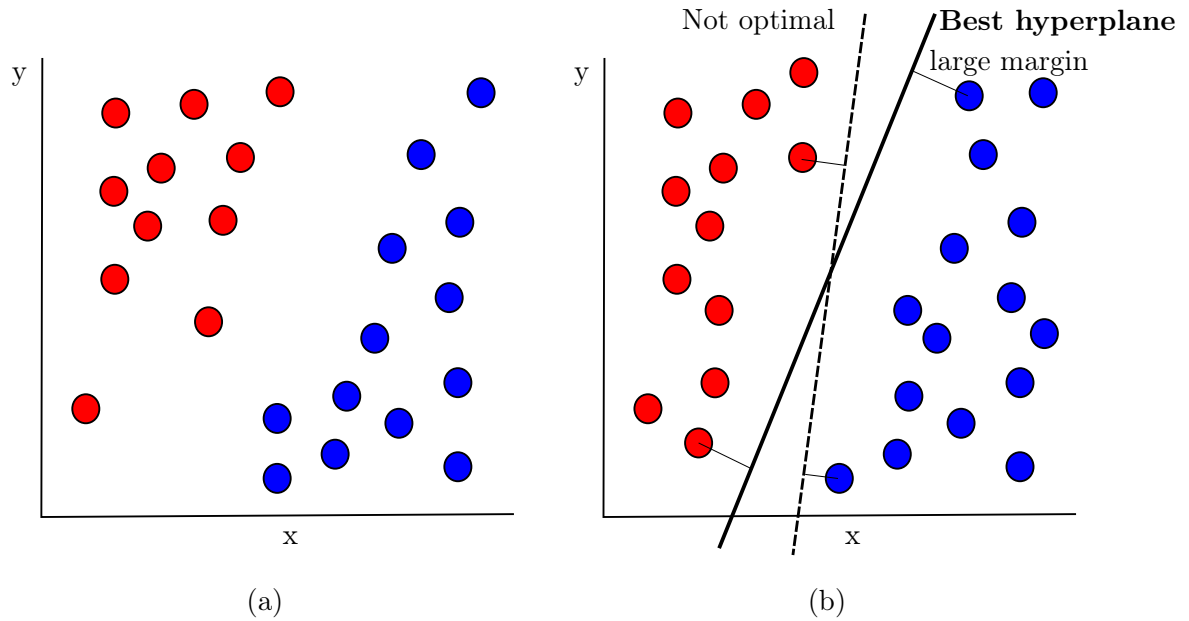 y
x
(a)
Not optimal
Best hyperplane
large margin
y
x
(b)